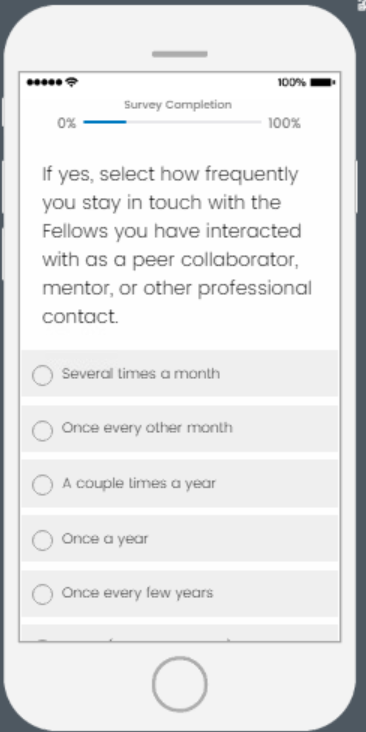 100%
Survey Completion
0% 100%
If yes, select how frequently
you stay in touch with the
Fellows you have interacted
with as a peer collaborator,
mentor, or other professional
contact.
Several times a month
Once every other month
A couple times a year
Once a year
Once every few years